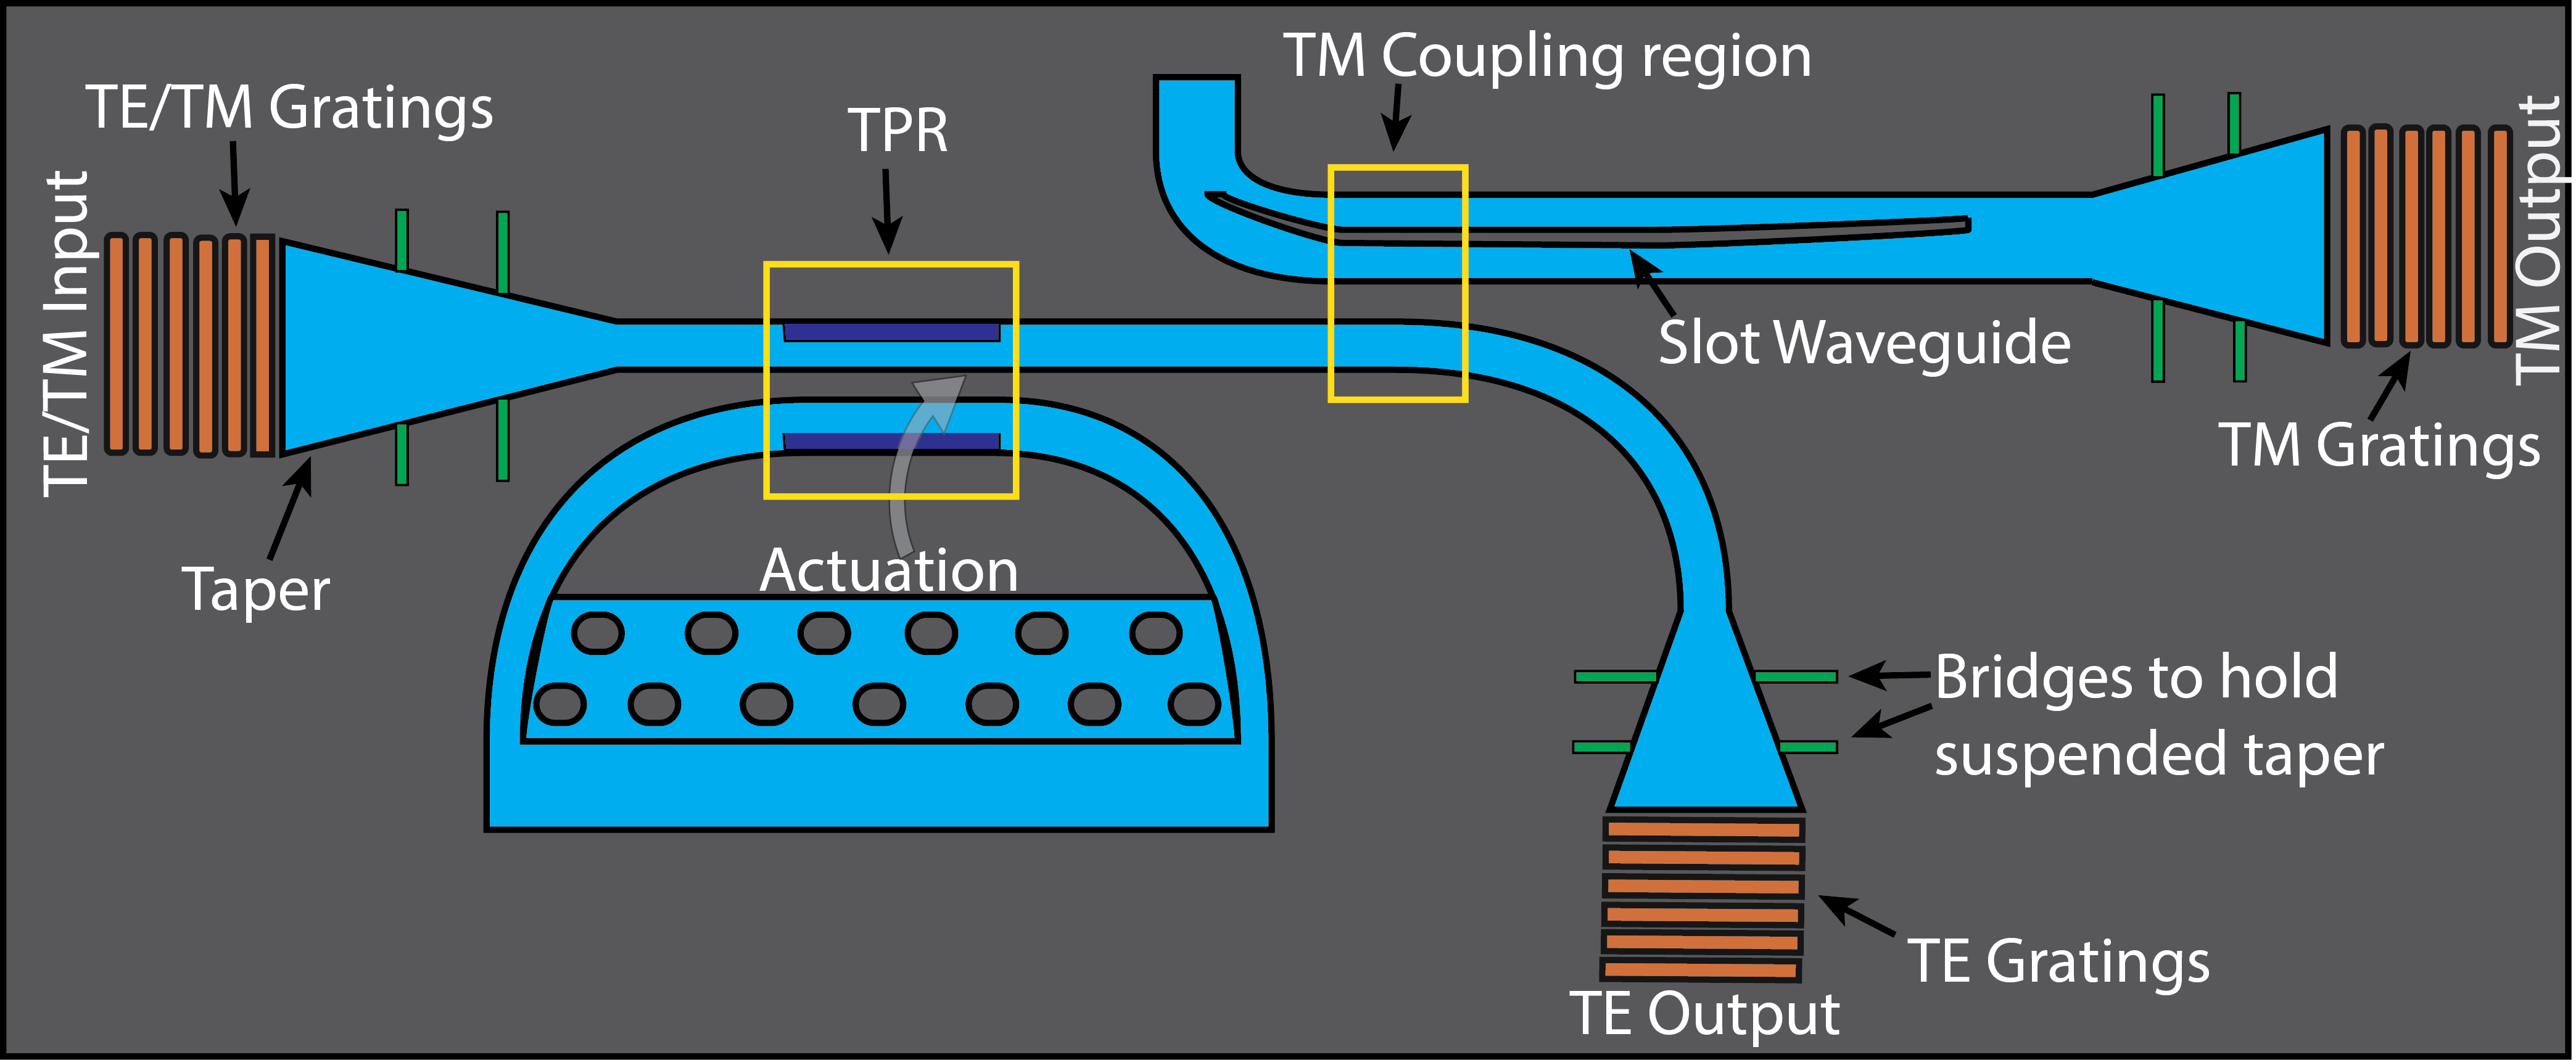 TM Coupling region
TE/TM Gratings
TPR
TE/TM Input
TM Output
Slot Waveguide
TM Gratings
Taper
Actuation
Bridges to hold
suspended taper
TE Gratings
TE Output